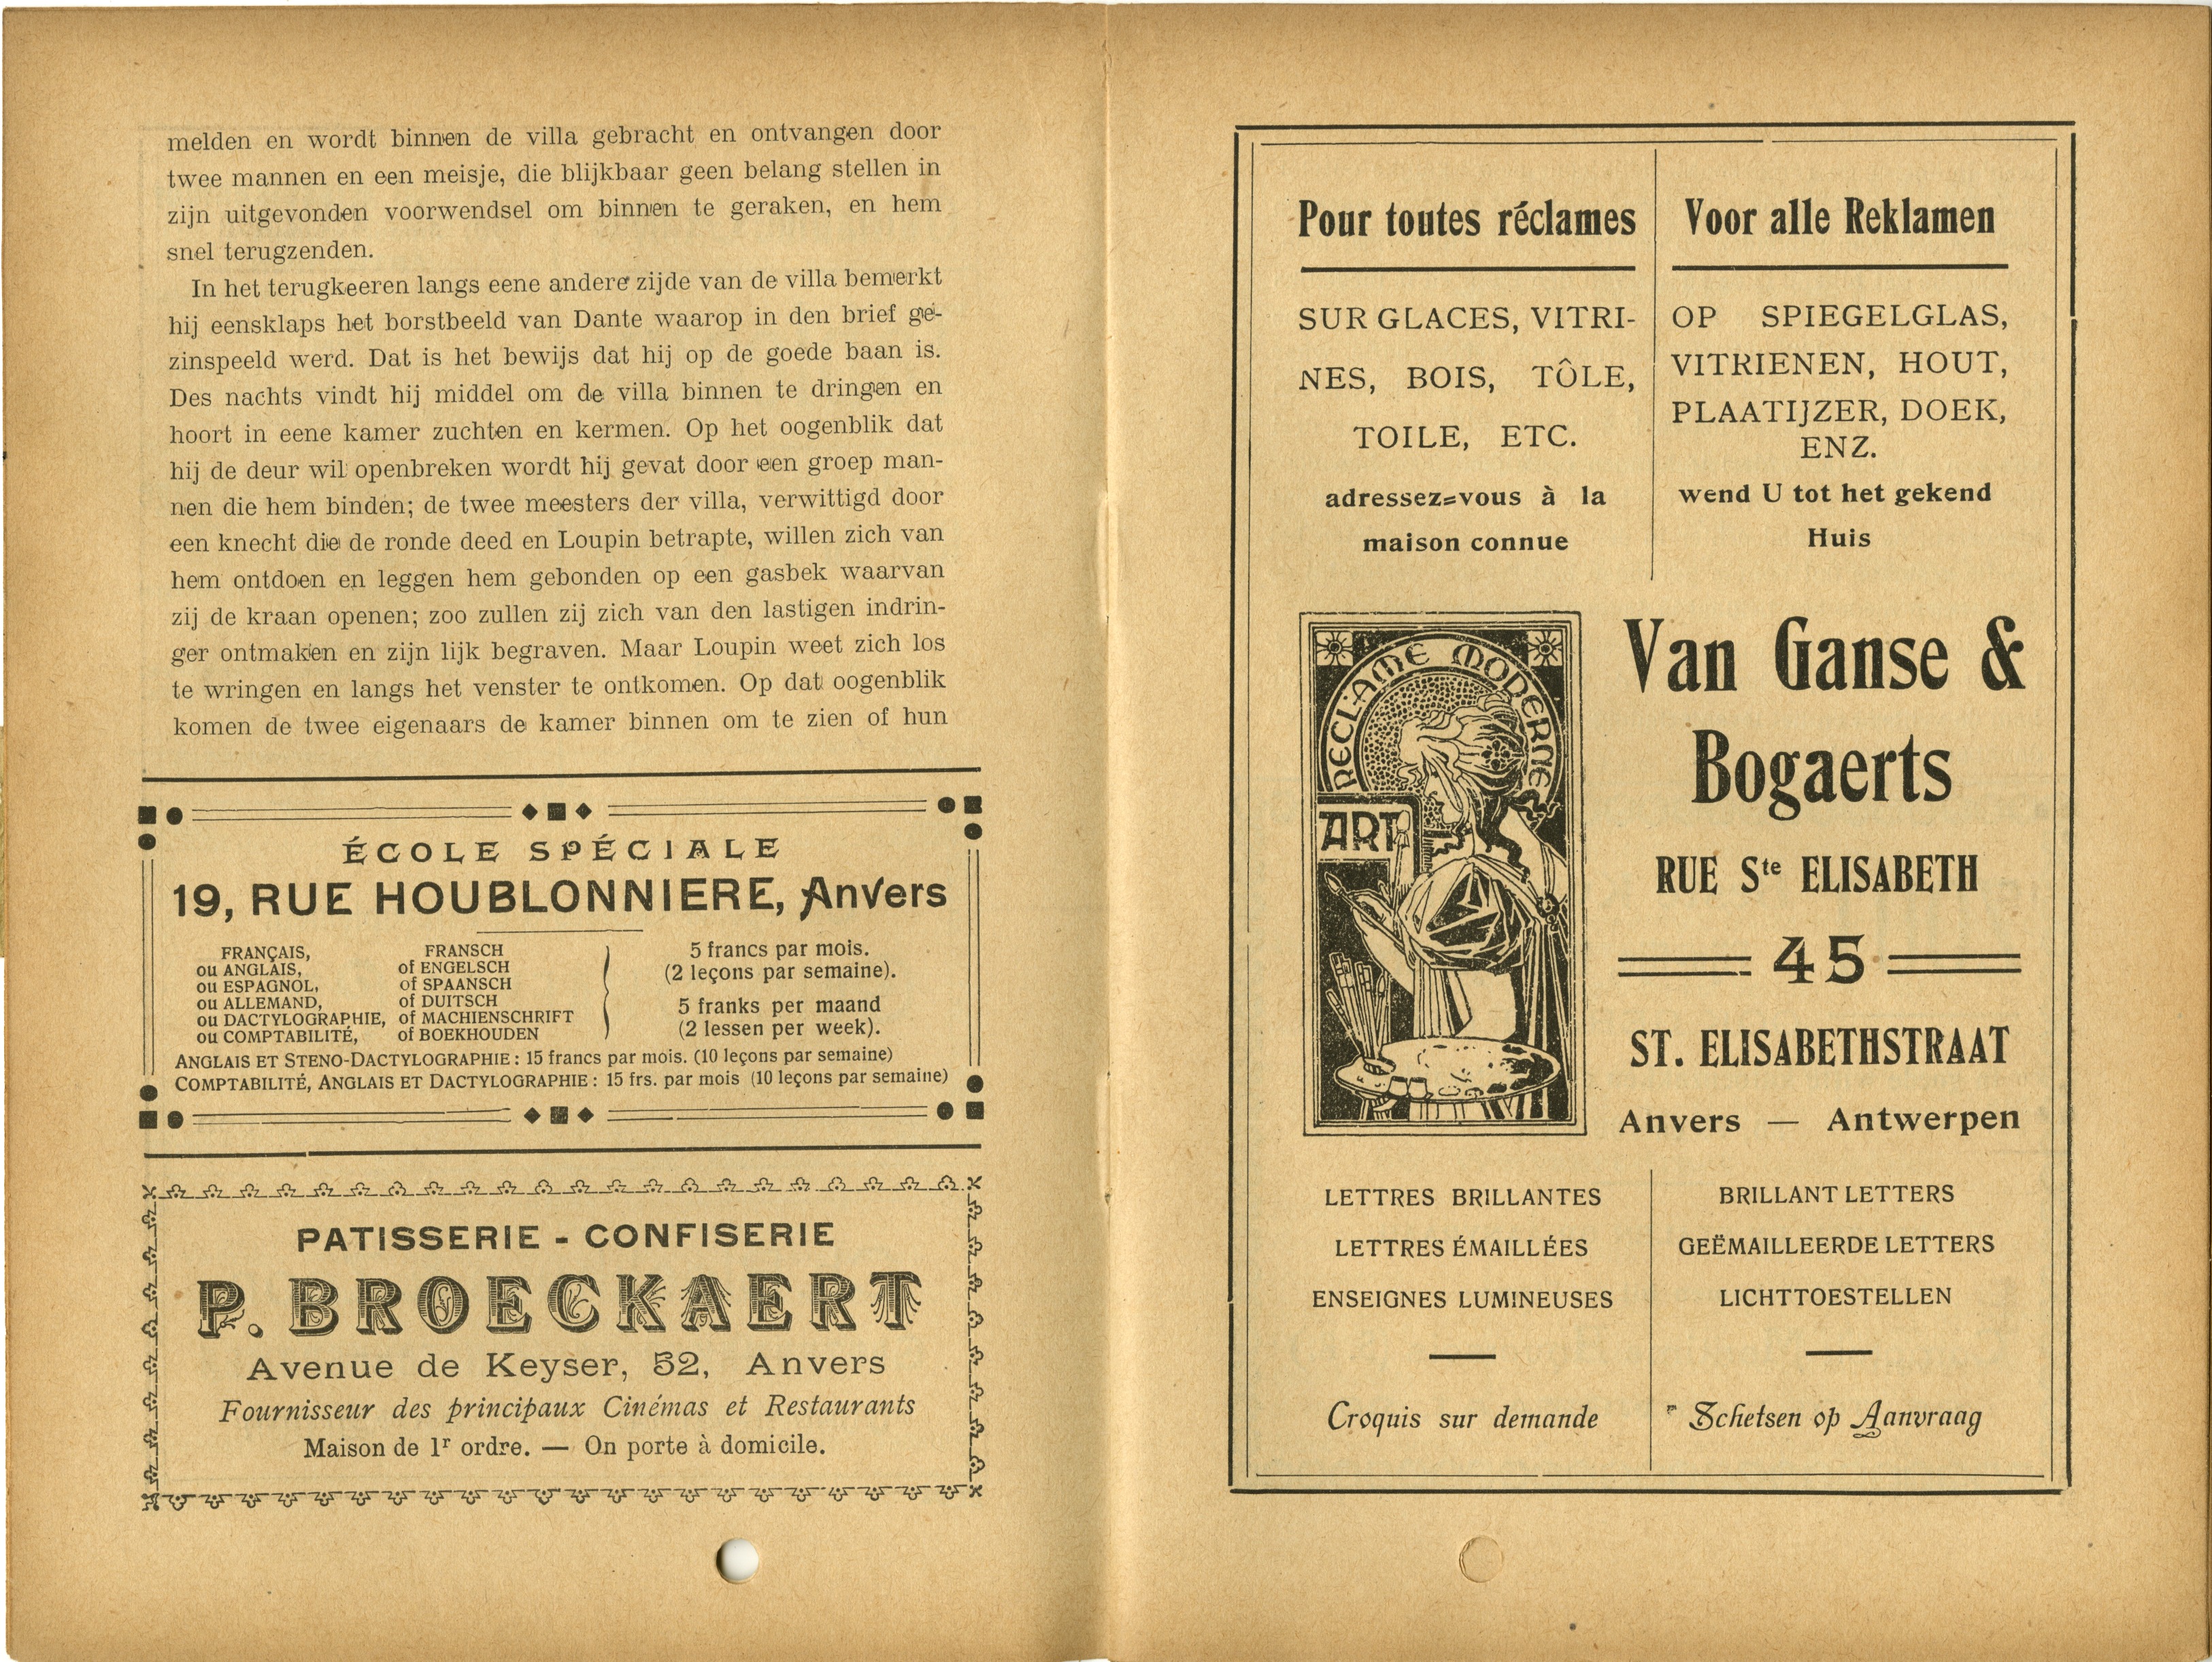 melden en wordt binnen de villa gebracht en ontvangen door
twee mannen en een meisje, die blijkbaar geen belang stellen in
zijn uitgevonden voorwendsel om binnen te geraken, en hem
snel terugzenden.
In het terugkeeren langs eene andere zijde van de villa bemerkt
hij eensklaps het borstbeeld van Dante waarop in den brief ge-
zinspeeld werd. Dat is het bewijs dat hij op de goede baan is.
Des nachts vindt hij middel om de villa binnen te dringen en
hoort in eene kamer zuchten en kermen. Op het oogenblik dat
hij de deur wil openbreken wordt hij gevat door een groep man-
nen die hem binden; de twee meesters der villa, verwittigd door
een knecht die de ronde deed en Loupin betrapte, willen zich van
hem ontdoen en leggen hem gebonden op een gasbek waarvan
zij de kraan openen; zoo zullen zij zich van den lastigen indrin-
ger ontmaken en zijn lijk begraven. Maar Loupin weet zich los
te wringen en langs het venster te ontkomen. Op dat oogenblik
komen de twee eigenaars de kamer binnen om te zien of hun
ÉCOLE SPÉCIALE
19, RUE HOUBLONNIERE, Anvers
FRANÇAIS, FRANSCH
ou ANGLAIS, of ENGELSCH
ou ESPAGNOL, of SPAANSCH
ou ALLEMAND, of DUITSCH
ou DACTYLOGRAPHIE, of MACHIENSCHRIFT
ou COMPTABILITÉ, of BOEKHOUDEN
5 francs par mois.
(2 leçons par semaine).
5 franks per maand
(2 lessen per week).
ANGLAIS ET STENO-DACTYLOGRAPHIE : 15 francs par mois. (10 leçons par semaine)
COMPTABILITÉ, ANGLAIS ET DACTYLOGRAPHIE : 15 frs. par mois (10 leçons par semaine)
PATISSERIE - CONFISERIE
P. BROECKAERT
Avenue de Keyser, 52, Anvers
Fournisseur des principaux Cinémas et Restaurants
Maison de 1r ordre. — On porte à domicile.
Pour toutes réclames
SUR GLACES, VITRI-
NES, BOIS, TÔLE,
TOILE, ETC.
adressez=vous à la
maison connue
Voor alle Reklamen
OP SPIEGELGLAS,
VITRIENEN, HOUT,
PLAATIJZER, DOEK,
ENZ.
wend U tot het gekend
Huis
RECLAME MODERNE
ART
Van Ganse &
Bogaerts
RUE Ste ELISABETH
45
ST. ELISABETHSTRAAT
Anvers — Antwerpen
LETTRES BRILLANTES
LETTRES ÉMAILLÉES
ENSEIGNES LUMINEUSES
Croquis sur demande
BRILLANT LETTERS
GEËMAILLEERDE LETTERS
LICHTTOESTELLEN
Schetsen op Aanvraag